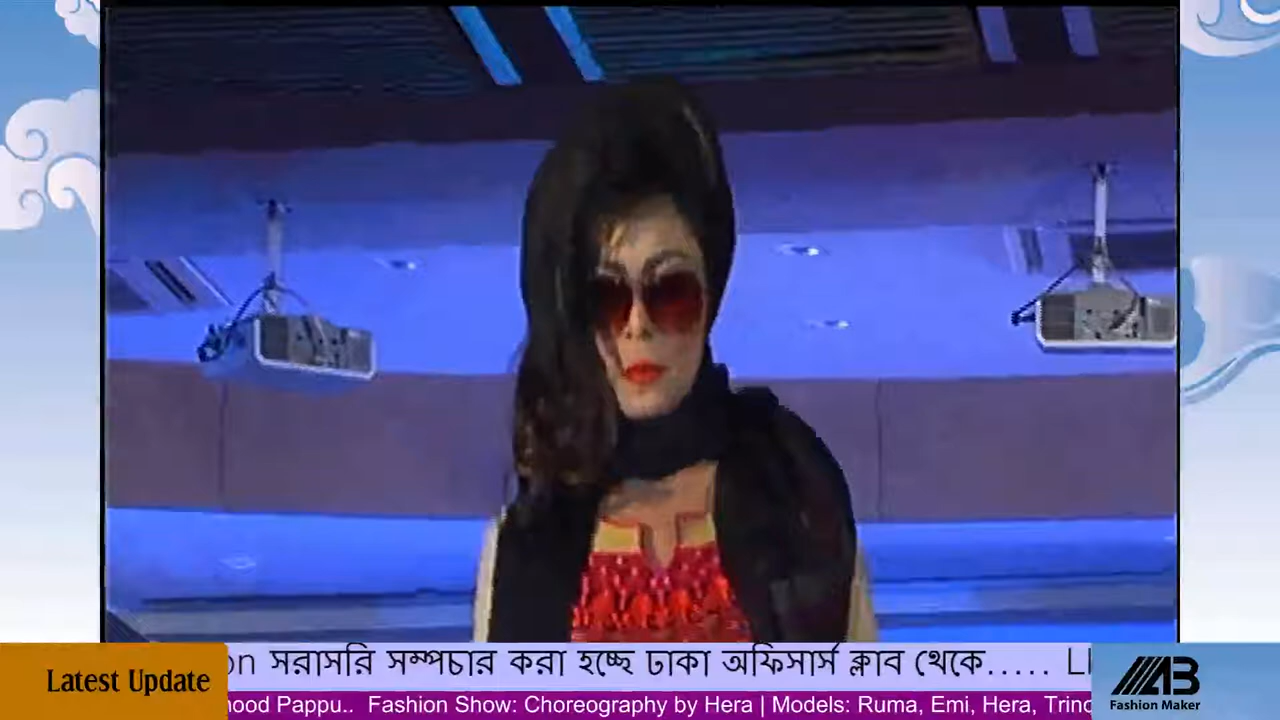 on সরাসরি সম্পচার করা হচ্ছে ঢাকা অফিসার্স ক্লাব থেকে.....
Latest Update
hood Pappu.. Fashion Show: Choreography by Hera | Models: Ruma, Emi, Hera, Trino
AB
Fashion Maker